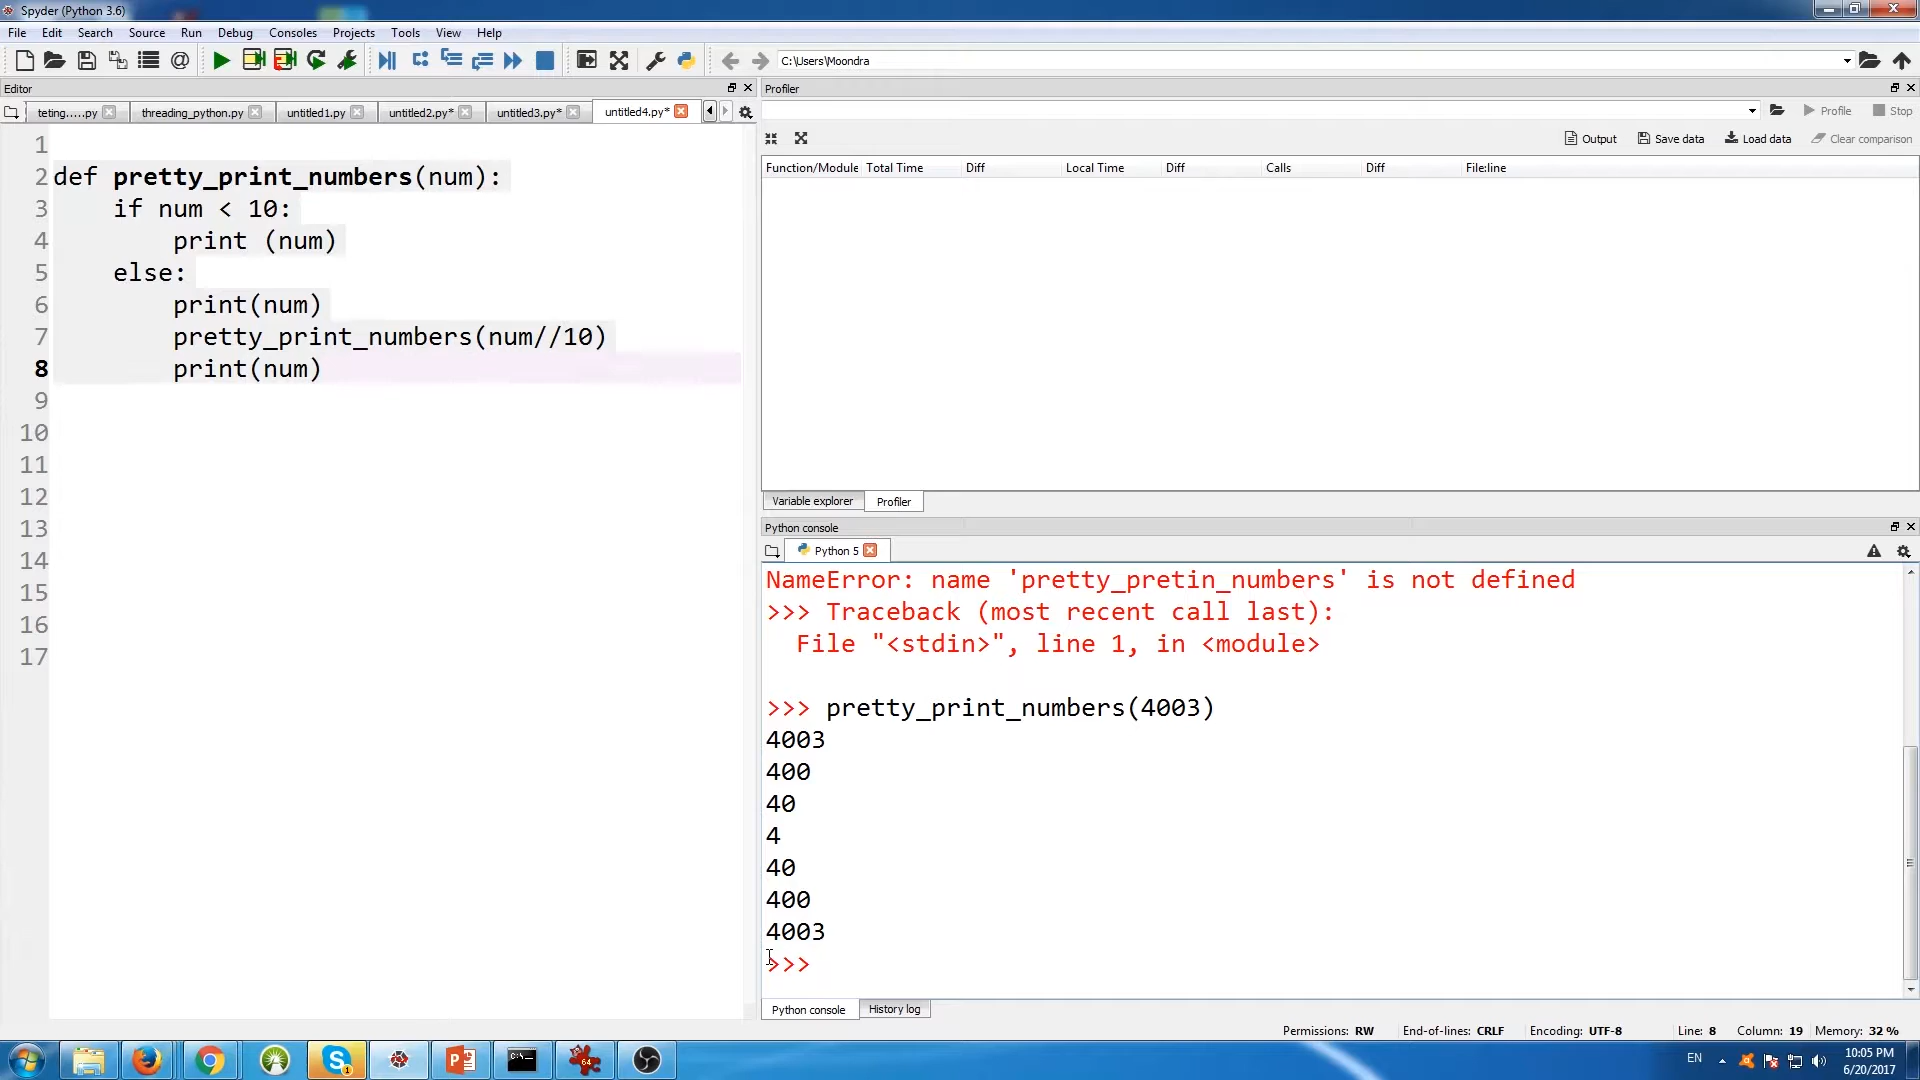 Spyder (Python 3.6)
File Edit Search Source Run Debug Consoles Projects Tools View Help
C:\Users\Moondra
Editor
Profiler
teting.....py threading_python.py untitled1.py untitled2.py* untitled3.py* untitled4.py*
Profile Stop
Output Save data Load data Clear comparison
Function/Module Total Time Diff Local Time Diff Calls Diff File:line
1
2 def pretty_print_numbers(num):
3 if num < 10:
4 print (num)
5 else:
6 print(num)
7 pretty_print_numbers(num//10)
8 print(num)
9
10
11
12
13
14
15
16
17
Variable explorer Profiler
Python console
Python 5
NameError: name 'pretty_pretin_numbers' is not defined
>>> Traceback (most recent call last):
File "<stdin>", line 1, in <module>
>>> pretty_print_numbers(4003)
4003
400
40
4
40
400
4003
>>>
Python console History log
Permissions: RW End-of-lines: CRLF Encoding: UTF-8 Line: 8 Column: 19 Memory: 32 %
EN
10:05 PM
6/20/2017